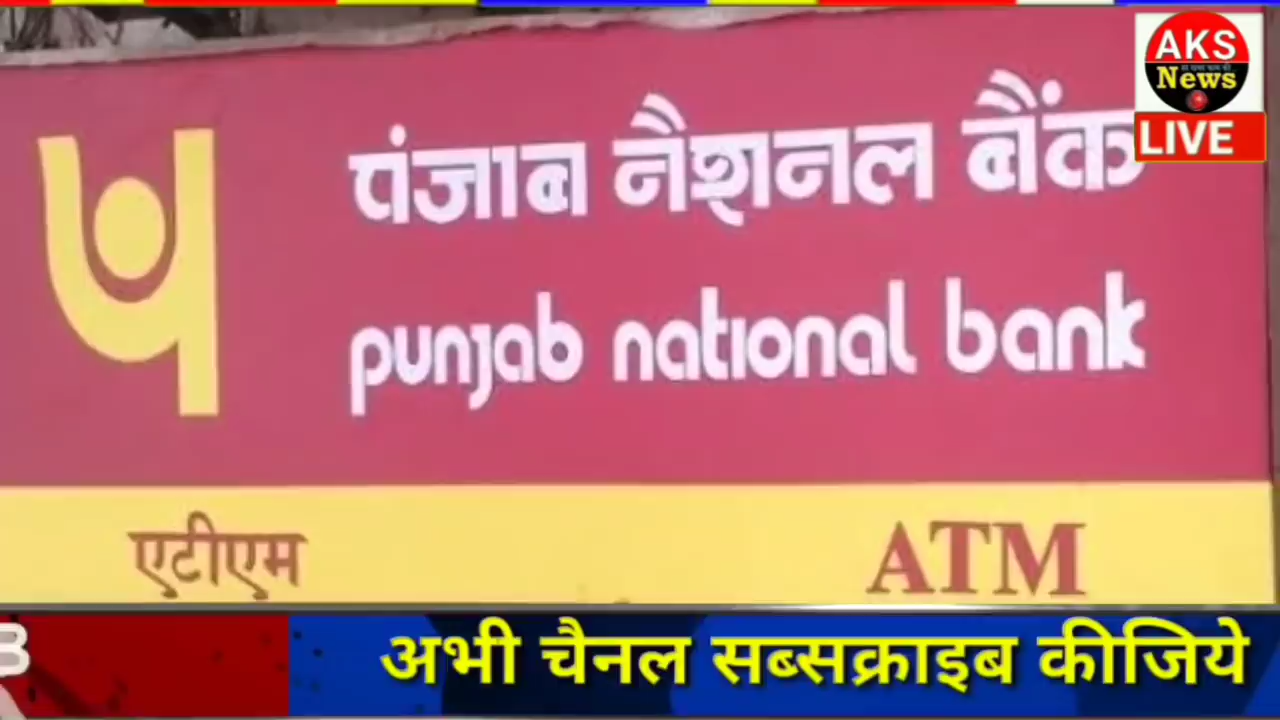 AKS
News
LIVE
पंजाब नैशनल बैंक
punjab national bank
एटीएम
ATM
अभी चैनल सब्सक्राइब कीजिये